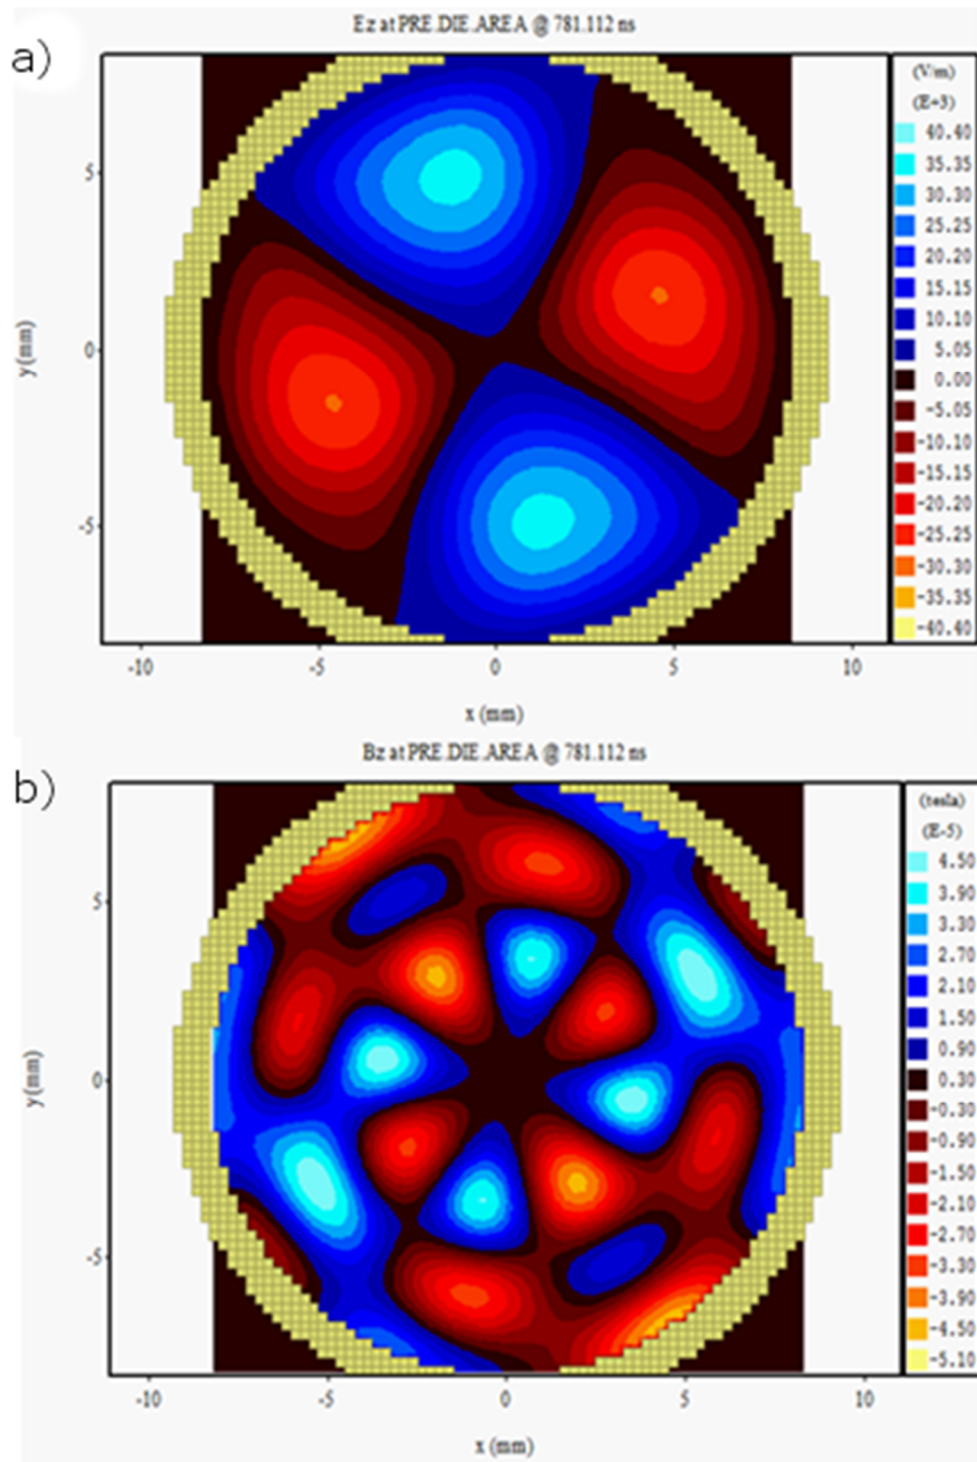 a)
Ez at PRE.DIE.AREA @ 781.112 ns
(V/m)
(E+3)
40.40
35.35
30.30
25.25
20.20
15.15
10.10
5.05
0.00
-5.05
-10.10
-15.15
-20.20
-25.25
-30.30
-35.35
-40.40
5
0
-5
y(mm)
-10 -5 0 5 10
x (mm)
b)
Bz at PRE.DIE.AREA @ 781.112 ns
(tesla)
(E-5)
4.50
3.90
3.30
2.70
2.10
1.50
0.90
0.30
-0.30
-0.90
-1.50
-2.10
-2.70
-3.30
-3.90
-4.50
-5.10
5
0
-5
y(mm)
-10 -5 0 5 10
x (mm)